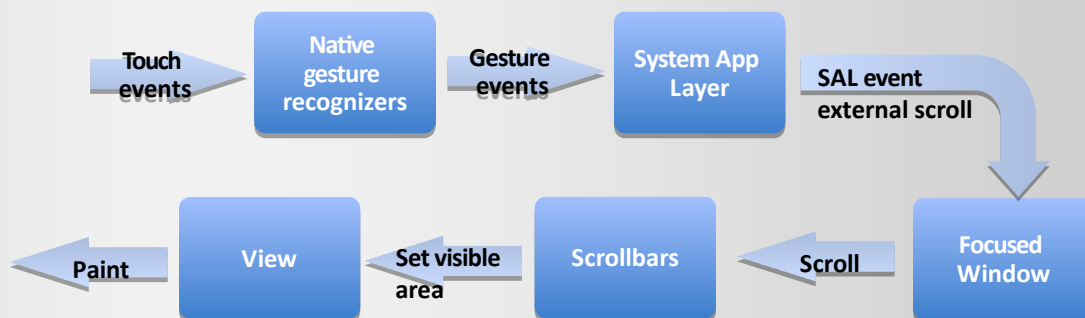 Touch
events
Native
gesture
recognizers
Gesture
events
System App
Layer
SAL event
external scroll
Focused
Window
Scroll
Scrollbars
Set visible
area
View
Paint